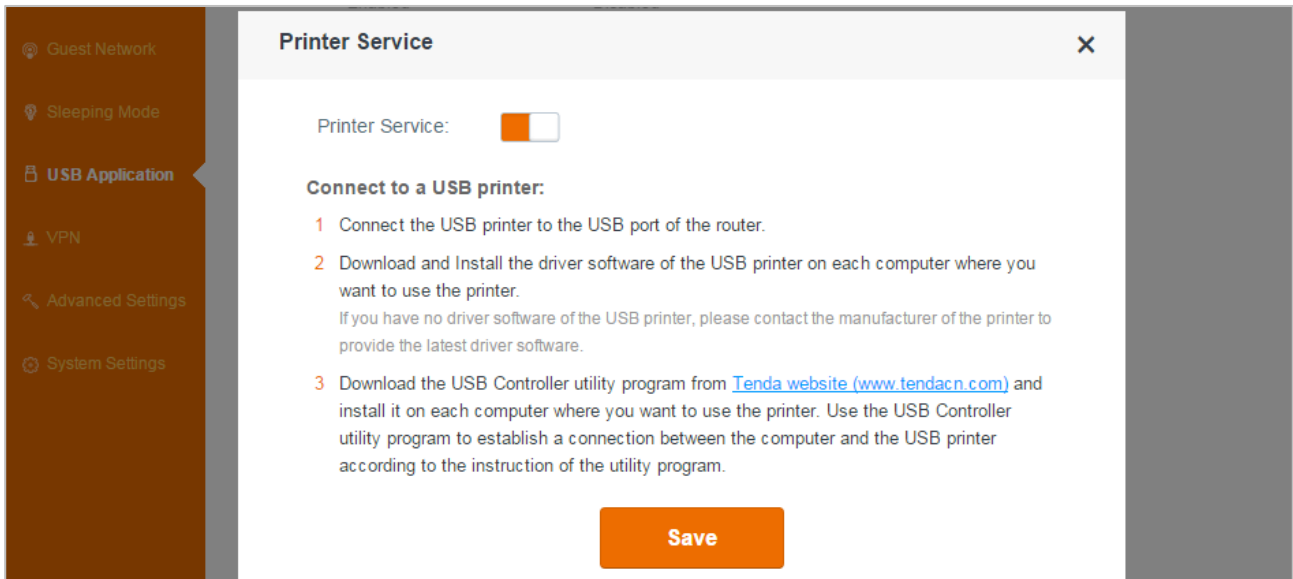 Printer Service
Guest Network
Sleeping Mode
USB Application
VPN
Advanced Settings
System Settings
Printer Service:
Connect to a USB printer:
1 Connect the USB printer to the USB port of the router.
2 Download and Install the driver software of the USB printer on each computer where you
want to use the printer.
If you have no driver software of the USB printer, please contact the manufacturer of the printer to
provide the latest driver software.
3 Download the USB Controller utility program from Tenda website (www.tendacn.com) and
install it on each computer where you want to use the printer. Use the USB Controller
utility program to establish a connection between the computer and the USB printer
according to the instruction of the utility program.
Save